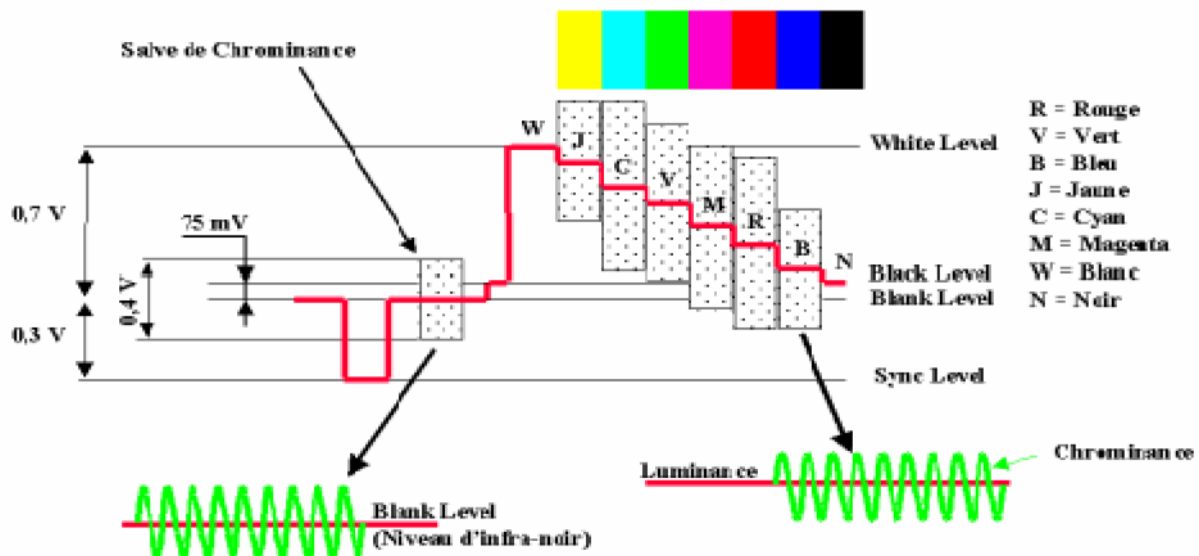 Salve de Chrominance
W
J
C
V
M
R
B
N
White Level
Black Level
Blank Level
Sync Level
R = Rouge
V = Vert
B = Bleu
J = Jaune
C = Cyan
M = Magenta
W = Blanc
N = Noir
0,7 V
75 mV
0,4 V
0,3 V
Blank Level
(Niveau d'infra-noir)
Luminance
Chrominance